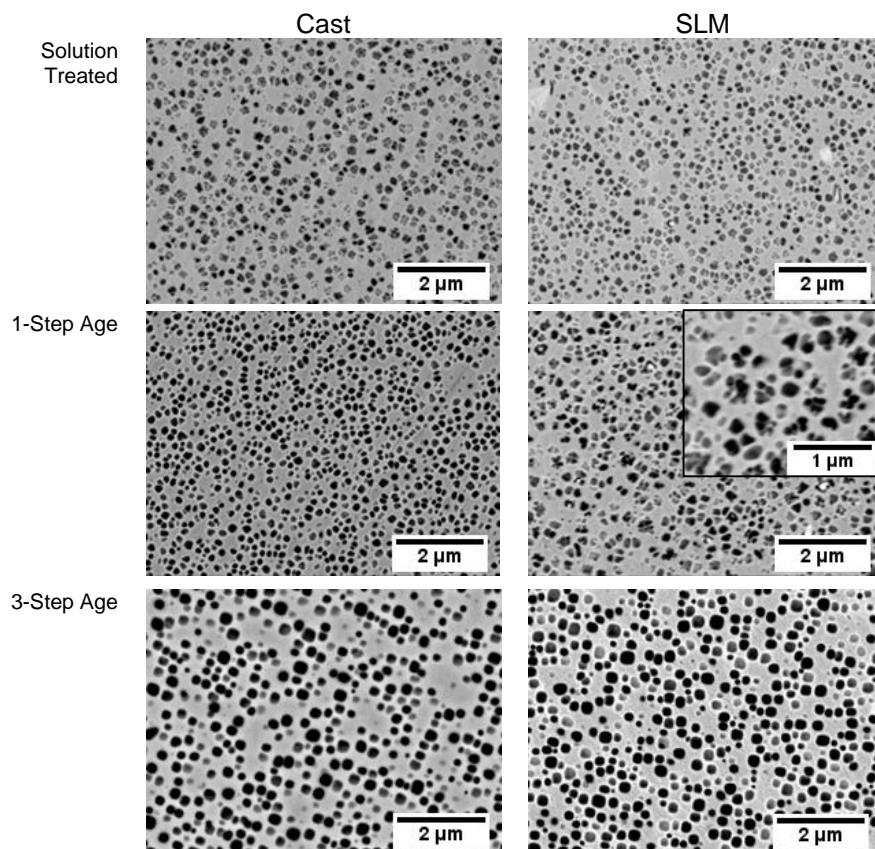 Cast
SLM
Solution
Treated
2 µm
2 µm
1-Step Age
1 µm
2 µm
2 µm
3-Step Age
2 µm
2 µm